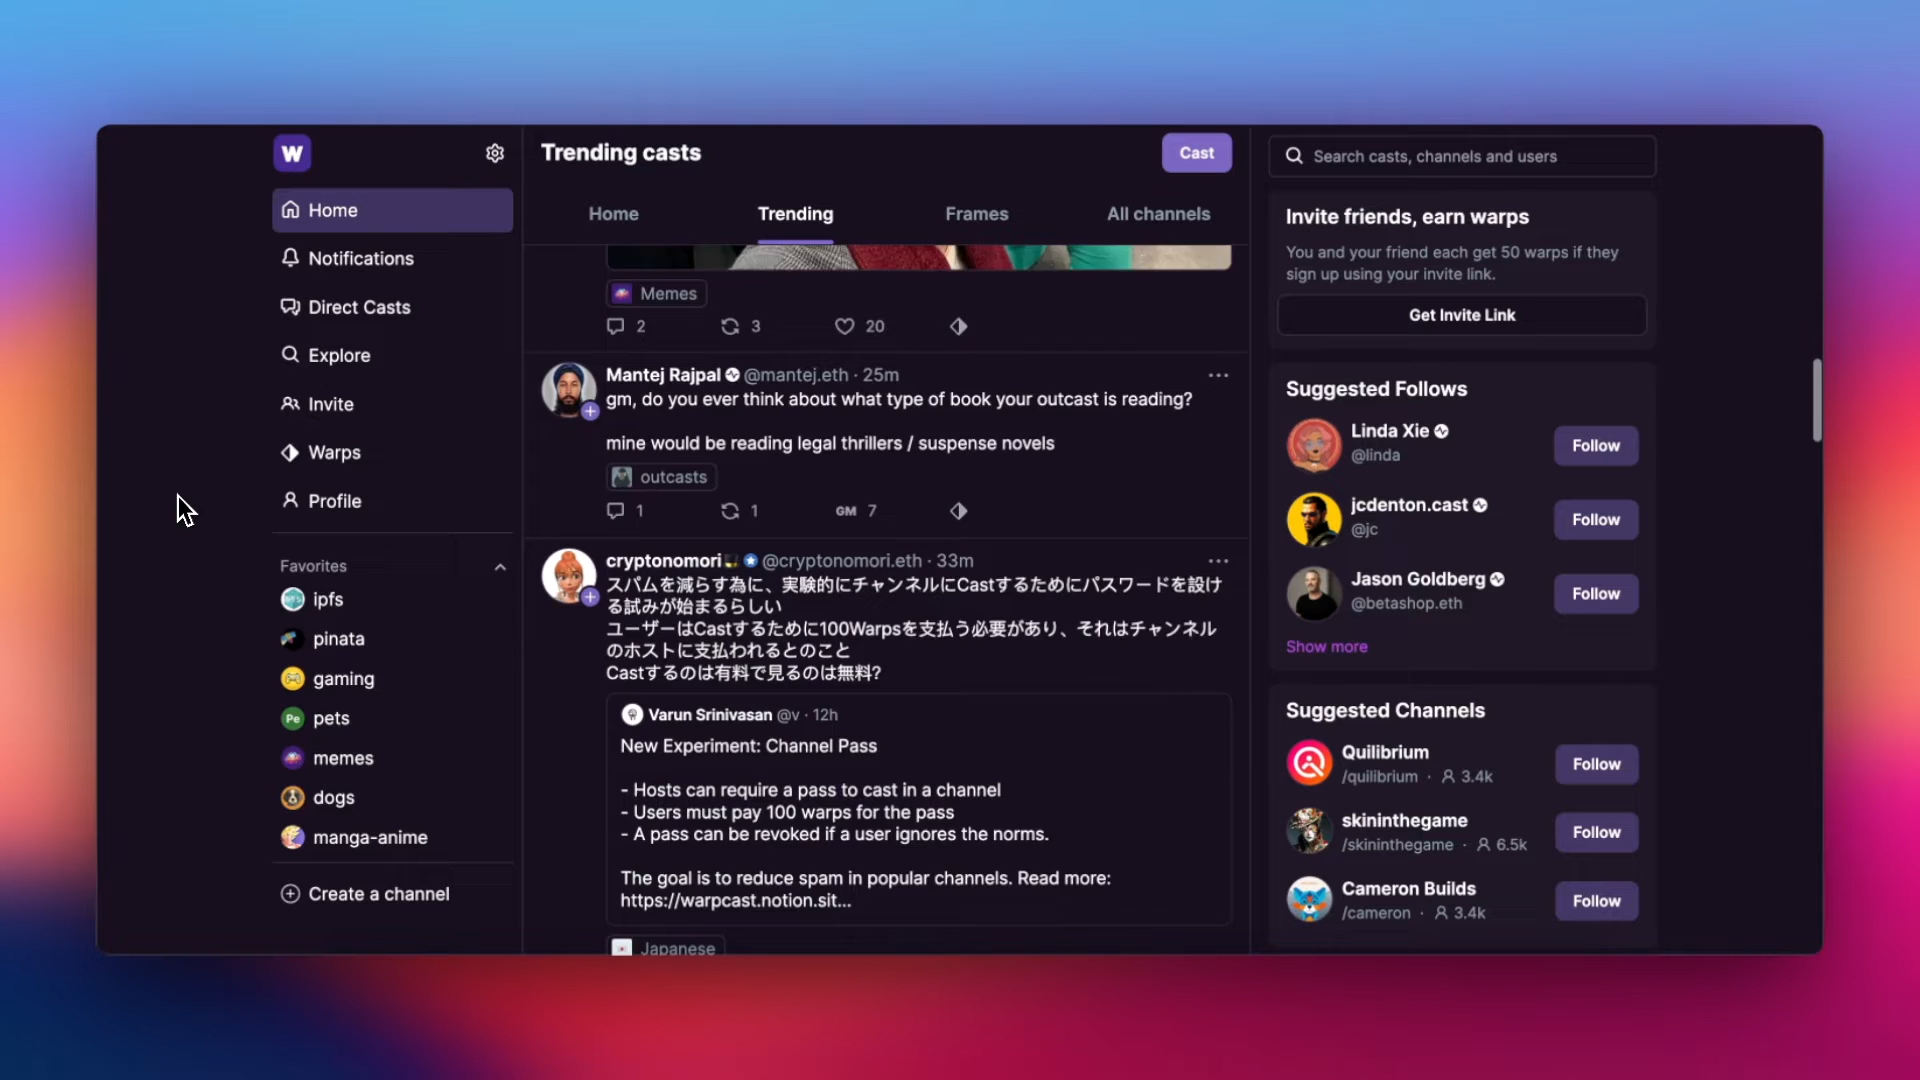 W
Home
Notifications
Direct Casts
Explore
Invite
Warps
Profile
Favorites
ipfs
pinata
gaming
Pe pets
memes
dogs
manga-anime
Create a channel
Trending casts
Cast
Home Trending Frames All channels
Memes
2 3 20
Mantej Rajpal @mantej.eth · 25m
gm, do you ever think about what type of book your outcast is reading?
mine would be reading legal thrillers / suspense novels
outcasts
1 1 GM 7
cryptonomori @cryptonomori.eth · 33m
スパムを減らす為に、実験的にチャンネルにCastするためにパスワードを設け
る試みが始まるらしい
ユーザーはCastするために100Warpsを支払う必要があり、それはチャンネル
のホストに支払われるとのこと
Castするのは有料で見るのは無料?
Varun Srinivasan @v · 12h
New Experiment: Channel Pass
- Hosts can require a pass to cast in a channel
- Users must pay 100 warps for the pass
- A pass can be revoked if a user ignores the norms.
The goal is to reduce spam in popular channels. Read more:
https://warpcast.notion.sit...
Japanese
Search casts, channels and users
Invite friends, earn warps
You and your friend each get 50 warps if they
sign up using your invite link.
Get Invite Link
Suggested Follows
Linda Xie
@linda
Follow
jcdenton.cast
@jc
Follow
Jason Goldberg
@betashop.eth
Follow
Show more
Suggested Channels
Quilibrium
/quilibrium · 3.4k
Follow
skininthegame
/skininthegame · 6.5k
Follow
Cameron Builds
/cameron · 3.4k
Follow